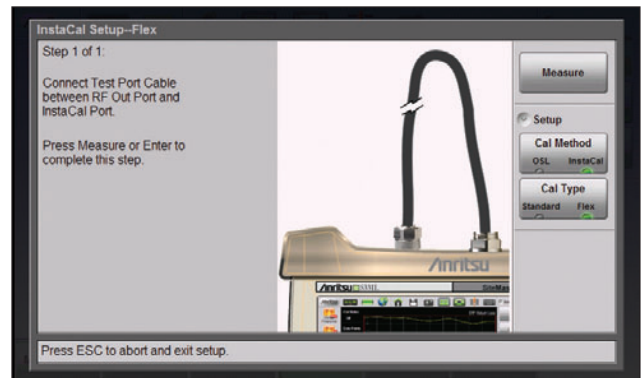 InstaCal Setup--Flex
Step 1 of 1:
Connect Test Port Cable
between RF Out Port and
InstaCal Port.
Press Measure or Enter to
complete this step.
Measure
Setup
Cal Method
OSL InstaCal
Cal Type
Standard Flex
Anritsu
Anritsu
SiteMas
Press ESC to abort and exit setup.